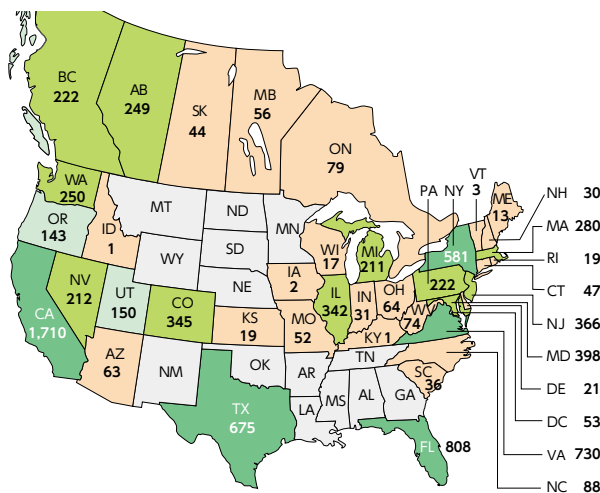 BC
222
AB
249
SK
44
MB
56
ON
79
VT
3
PA NY
ME
13
NH 30
MA 280
RI 19
CT 47
NJ 366
MD 398
DE 21
DC 53
VA 730
NC 88
WA
250
OR
143
ID
1
MT
ND
MN
SD
WY
NE
WI
17
MI
211
581
222
CA
1,710
NV
212
UT
150
CO
345
IA
2
IL
342
IN
31
OH
64
WV
74
KS
19
MO
52
KY 1
AZ
63
NM
OK
AR
TN
SC
36
TX
675
LA
MS
AL
GA
FL 808